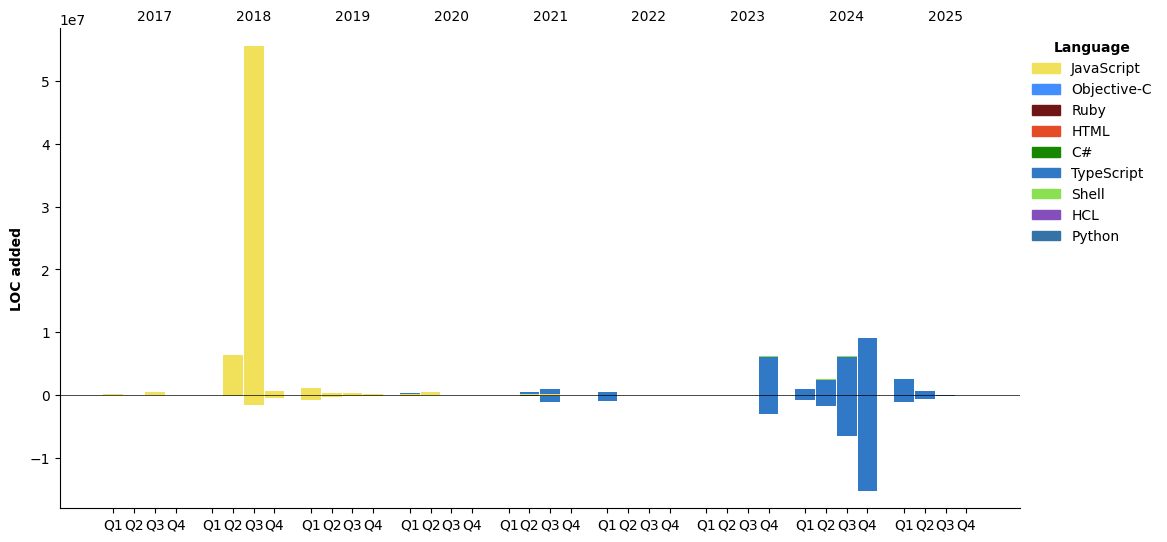 1e7
2017 2018 2019 2020 2021 2022 2023 2024 2025
LOC added
5
4
3
2
1
0
−1
Q1 Q2 Q3 Q4 Q1 Q2 Q3 Q4 Q1 Q2 Q3 Q4 Q1 Q2 Q3 Q4 Q1 Q2 Q3 Q4 Q1 Q2 Q3 Q4 Q1 Q2 Q3 Q4 Q1 Q2 Q3 Q4 Q1 Q2 Q3 Q4
Language
JavaScript
Objective-C
Ruby
HTML
C#
TypeScript
Shell
HCL
Python